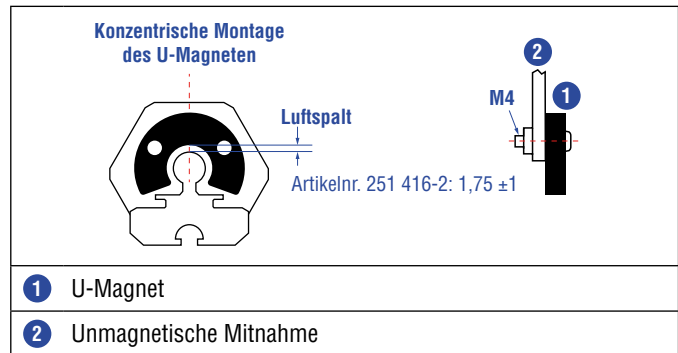 Konzentrische Montage
des U-Magneten
2
1
M4
Luftspalt
Artikelnr. 251 416-2: 1,75 ±1
1 U-Magnet
2 Unmagnetische Mitnahme